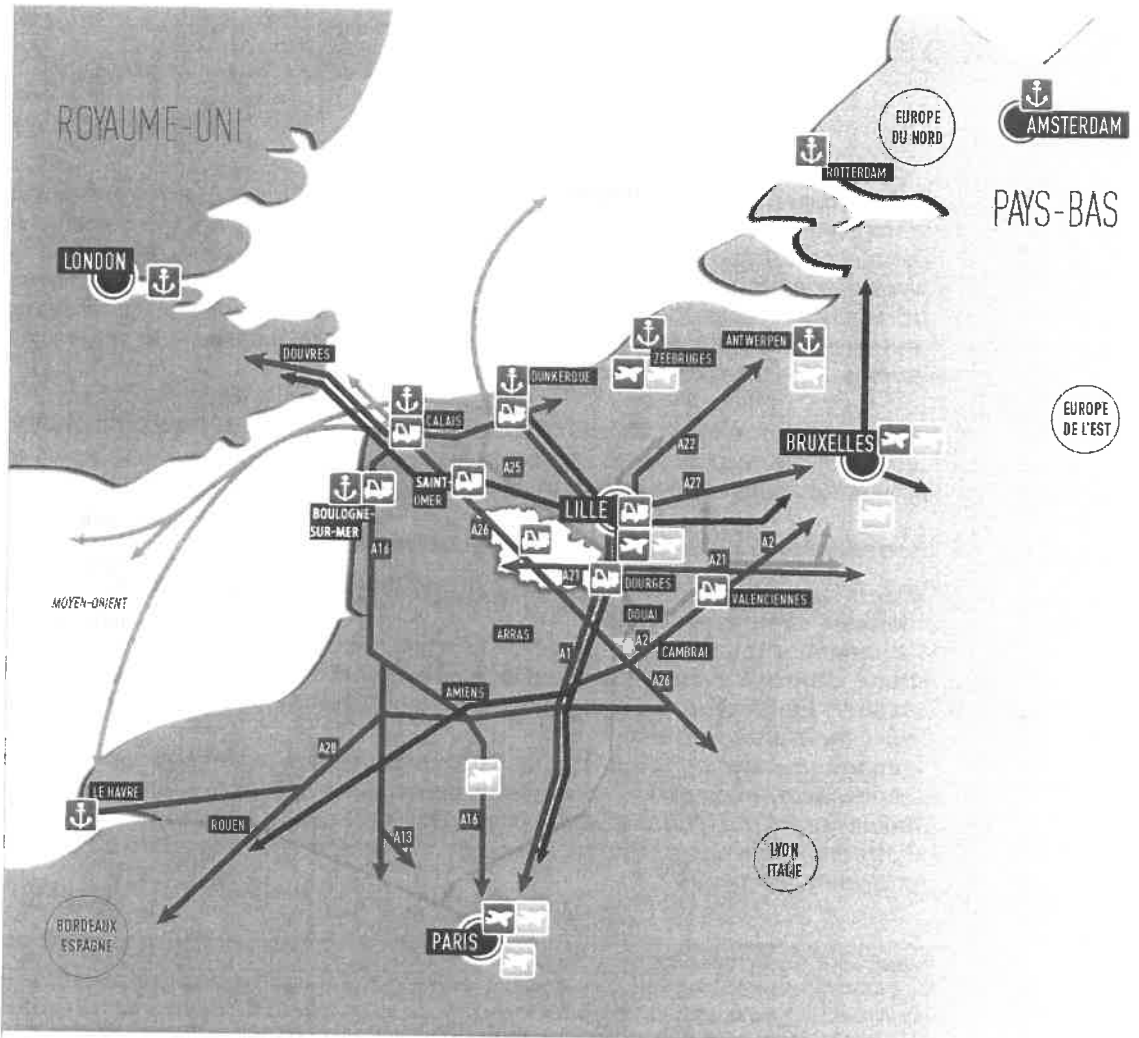 ROYAUME-UNI
EUROPE
DU NORD
AMSTERDAM
ROTTERDAM
PAYS-BAS
LONDON
DOUVRES
ZEEBRUGES
ANTWERPEN
DUNKERQUE
CALAIS
EUROPE
DE L'EST
BRUXELLES
A22
A25
A27
SAINT-
OMER
LILLE
BOULOGNE-
SUR-MER
A26
A16
A2
A21
A21
DOURGES
VALENCIENNES
MOYEN-ORIENT
DOUAI
ARRAS
A2
CAMBRAI
A1
A26
AMIENS
A28
LE HAVRE
ROUEN
A16
A13
LYON
ITALIE
BORDEAUX
ESPAGNE
PARIS